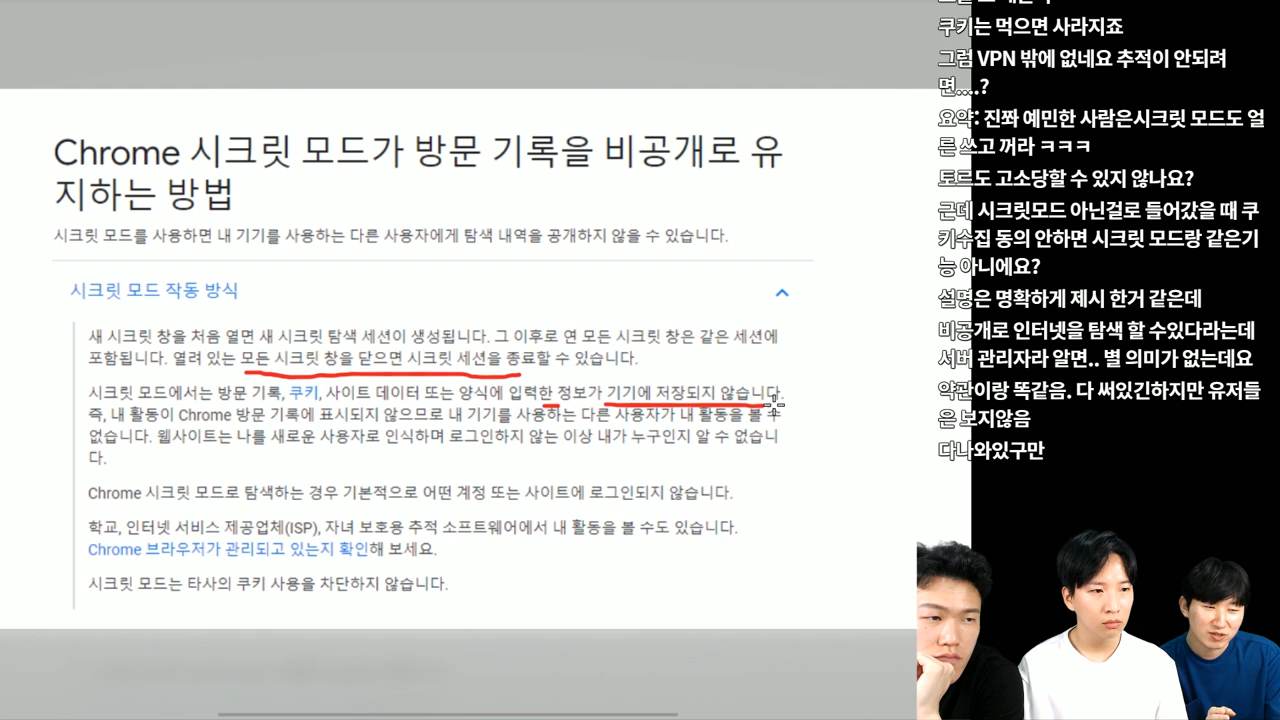 Chrome 시크릿 모드가 방문 기록을 비공개로 유
지하는 방법
시크릿 모드를 사용하면 내 기기를 사용하는 다른 사용자에게 탐색 내역을 공개하지 않을 수 있습니다.
시크릿 모드 작동 방식
새 시크릿 창을 처음 열면 새 시크릿 탐색 세션이 생성됩니다. 그 이후로 연 모든 시크릿 창은 같은 세션에
포함됩니다. 열려 있는 모든 시크릿 창을 닫으면 시크릿 세션을 종료할 수 있습니다.
시크릿 모드에서는 방문 기록, 쿠키, 사이트 데이터 또는 양식에 입력한 정보가 기기에 저장되지 않습니다.
즉, 내 활동이 Chrome 방문 기록에 표시되지 않으므로 내 기기를 사용하는 다른 사용자가 내 활동을 볼 수
없습니다. 웹사이트는 나를 새로운 사용자로 인식하며 로그인하지 않는 이상 내가 누구인지 알 수 없습니
다.
Chrome 시크릿 모드로 탐색하는 경우 기본적으로 어떤 계정 또는 사이트에 로그인되지 않습니다.
학교, 인터넷 서비스 제공업체(ISP), 자녀 보호용 추적 소프트웨어에서 내 활동을 볼 수도 있습니다.
Chrome 브라우저가 관리되고 있는지 확인해 보세요.
시크릿 모드는 타사의 쿠키 사용을 차단하지 않습니다.
쿠키는 먹으면 사라지죠
그럼 VPN 밖에 없네요 추적이 안되려
면....?
요약: 진쫘 예민한 사람은시크릿 모드도 얼
른 쓰고 꺼라 ㅋㅋㅋ
토르도 고소당할 수 있지 않나요?
근데 시크릿모드 아닌걸로 들어갔을 때 쿠
키수집 동의 안하면 시크릿 모드랑 같은기
능 아니에요?
설명은 명확하게 제시 한거 같은데
비공개로 인터넷을 탐색 할 수있다라는데
서버 관리자라 알면.. 별 의미가 없는데요
약관이랑 똑같음. 다 써있긴하지만 유저들
은 보지않음
다나와있구만